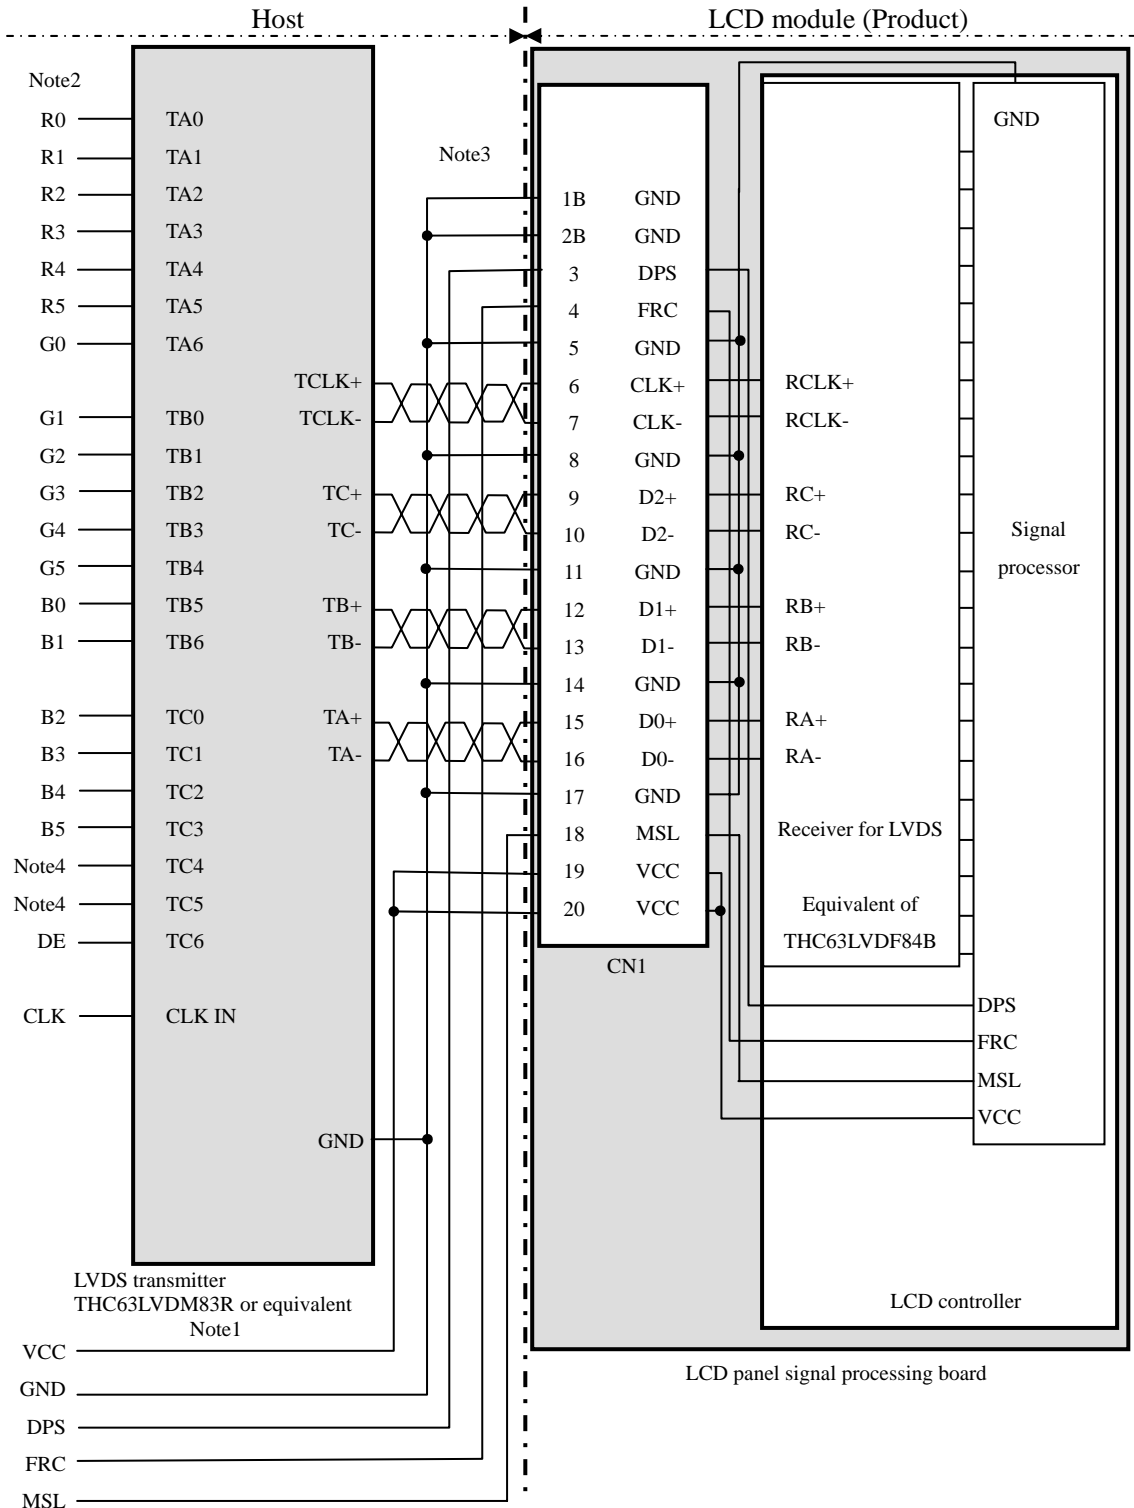 Host
LCD module (Product)
Note2
R0 TA0
R1 TA1
R2 TA2
R3 TA3
R4 TA4
R5 TA5
G0 TA6
G1 TB0
G2 TB1
G3 TB2
G4 TB3
G5 TB4
B0 TB5
B1 TB6
B2 TC0
B3 TC1
B4 TC2
B5 TC3
Note4 TC4
Note4 TC5
DE TC6
CLK CLK IN
TCLK+
TCLK-
TC+
TC-
TB+
TB-
TA+
TA-
GND
LVDS transmitter
THC63LVDM83R or equivalent
Note1
VCC
GND
DPS
FRC
MSL
Note3
1B GND
2B GND
3 DPS
4 FRC
5 GND
6 CLK+
7 CLK-
8 GND
9 D2+
10 D2-
11 GND
12 D1+
13 D1-
14 GND
15 D0+
16 D0-
17 GND
18 MSL
19 VCC
20 VCC
CN1
RCLK+
RCLK-
RC+
RC-
RB+
RB-
RA+
RA-
Receiver for LVDS
Equivalent of
THC63LVDF84B
GND
Signal
processor
DPS
FRC
MSL
VCC
LCD controller
LCD panel signal processing board